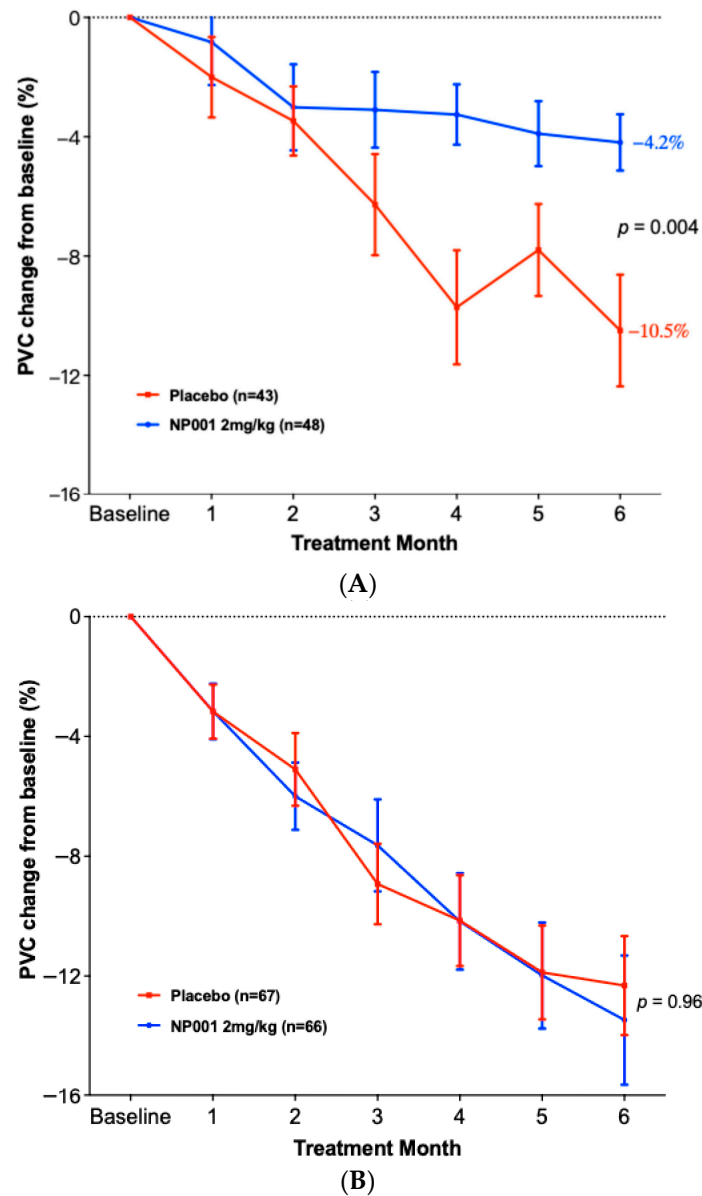 0
−4
−8
−12
−16
PVC change from baseline (%)
−4.2%
p = 0.004
−10.5%
Placebo (n=43)
NP001 2mg/kg (n=48)
Baseline 1 2 3 4 5 6
Treatment Month
(A)
0
−4
−8
−12
−16
PVC change from baseline (%)
Placebo (n=67)
NP001 2mg/kg (n=66)
p = 0.96
Baseline 1 2 3 4 5 6
Treatment Month
(B)